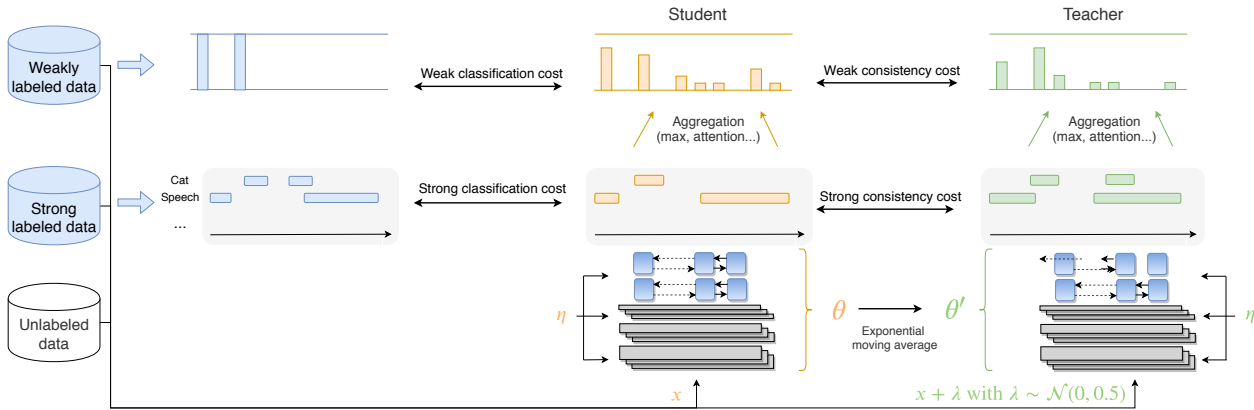 Student
Teacher
Weakly
labeled data
Weak classification cost
Weak consistency cost
Aggregation
(max, attention...)
Aggregation
(max, attention...)
Cat
Speech
...
Strong
labeled data
Strong classification cost
Strong consistency cost
Unlabeled
data
η
θ
Exponential
moving average
θ′
η
x
x + λ with λ ∼ 𝒩(0, 0.5)